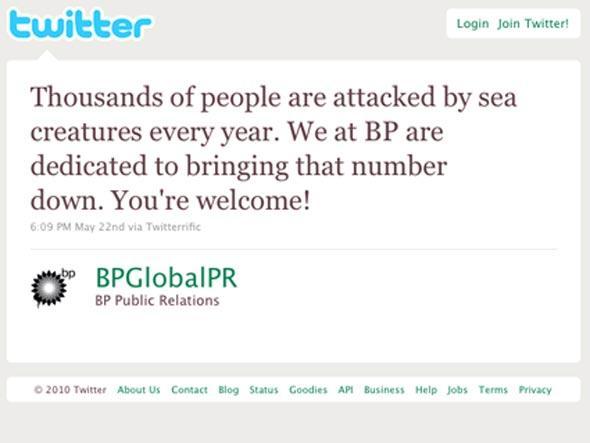 twitter
Login Join Twitter!
Thousands of people are attacked by sea
creatures every year. We at BP are
dedicated to bringing that number
down. You're welcome!
6:09 PM May 22nd via Twitterrific
bp
BPGlobalPR
BP Public Relations
© 2010 Twitter About Us Contact Blog Status Goodies API Business Help Jobs Terms Privacy